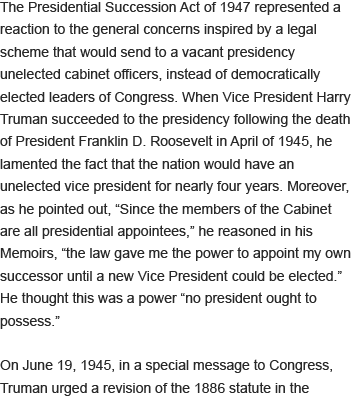 The Presidential Succession Act of 1947 represented a
reaction to the general concerns inspired by a legal
scheme that would send to a vacant presidency
unelected cabinet officers, instead of democratically
elected leaders of Congress. When Vice President Harry
Truman succeeded to the presidency following the death
of President Franklin D. Roosevelt in April of 1945, he
lamented the fact that the nation would have an
unelected vice president for nearly four years. Moreover,
as he pointed out, “Since the members of the Cabinet
are all presidential appointees,” he reasoned in his
Memoirs, “the law gave me the power to appoint my own
successor until a new Vice President could be elected.”
He thought this was a power “no president ought to
possess.”

On June 19, 1945, in a special message to Congress,
Truman urged a revision of the 1886 statute in the